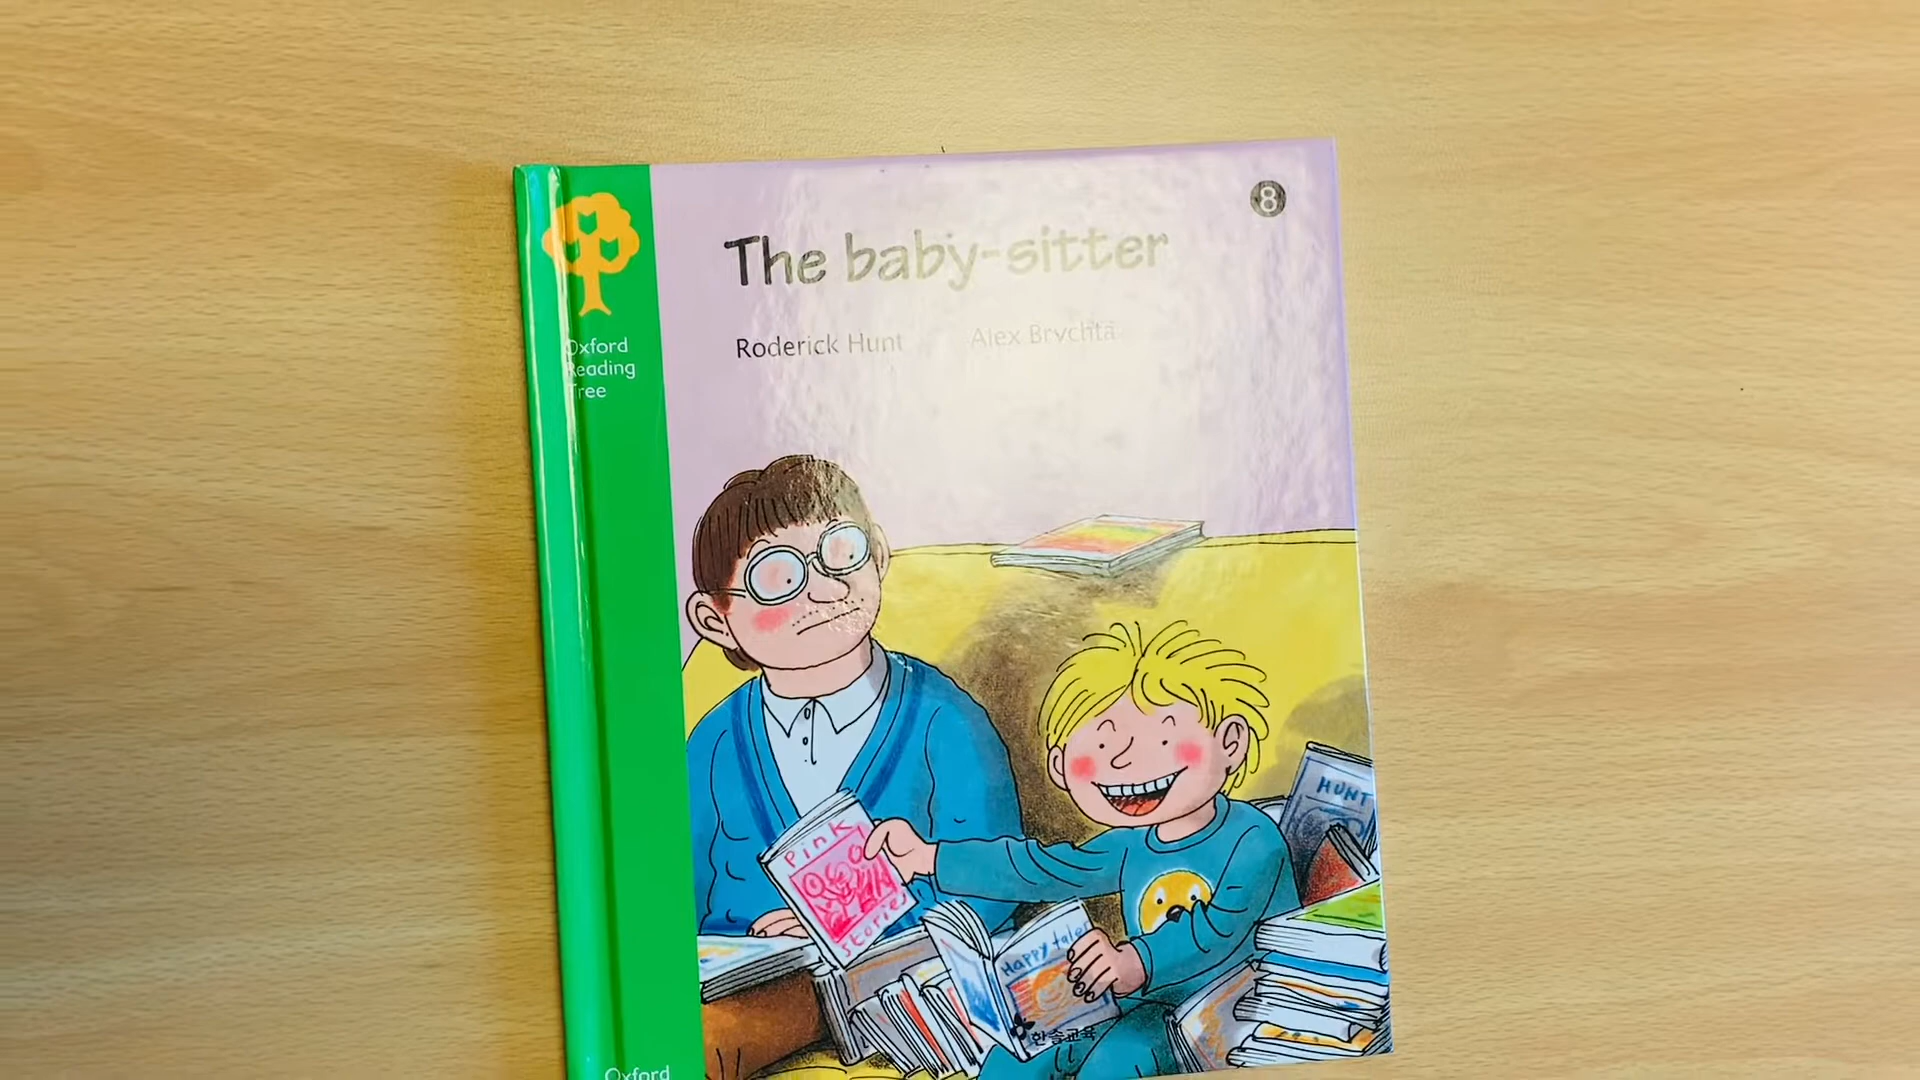 8
The baby-sitter
Roderick Hunt
Alex Brychta
Oxford
Reading
Tree
HUNT
Pink
stories
Happy tales
한솔교육
Oxford